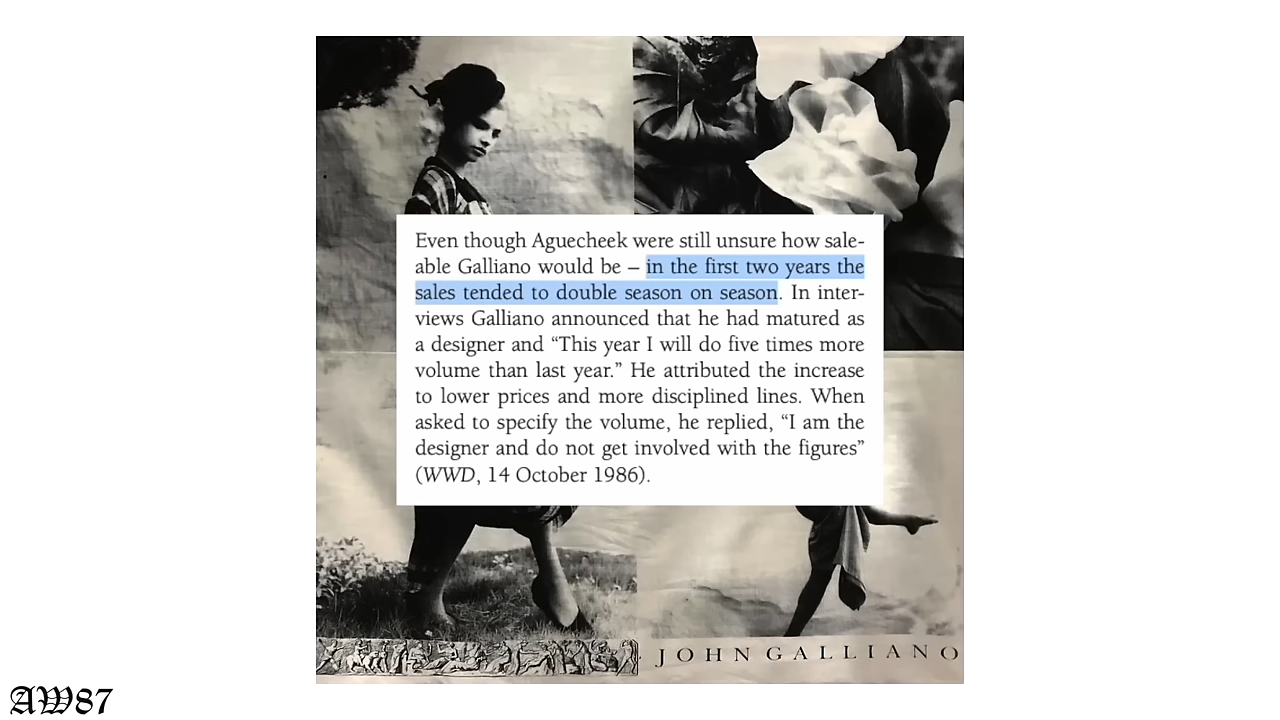 Even though Aguecheek were still unsure how sale-
able Galliano would be – in the first two years the
sales tended to double season on season. In inter-
views Galliano announced that he had matured as
a designer and “This year I will do five times more
volume than last year.” He attributed the increase
to lower prices and more disciplined lines. When
asked to specify the volume, he replied, “I am the
designer and do not get involved with the figures”
(WWD, 14 October 1986).
JOHN GALLIANO
AW87